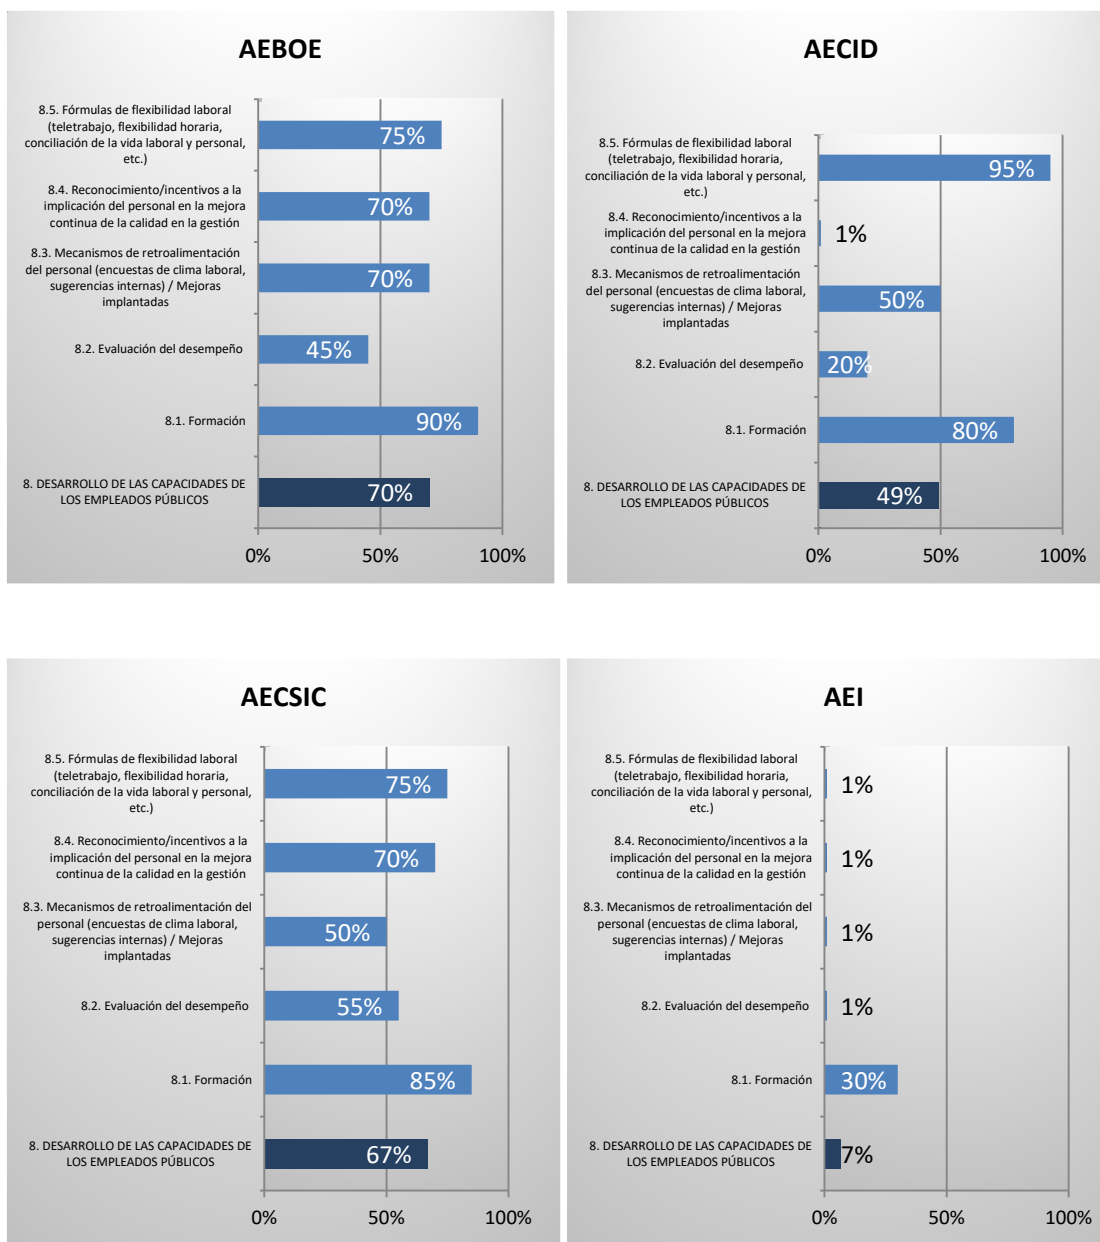 AEBOE
8.5. Fórmulas de flexibilidad laboral
(teletrabajo, flexibilidad horaria,
conciliación de la vida laboral y personal,
etc.)
75%
8.4. Reconocimiento/incentivos a la
implicación del personal en la mejora
continua de la calidad en la gestión
70%
8.3. Mecanismos de retroalimentación
del personal (encuestas de clima laboral,
sugerencias internas) / Mejoras
implantadas
70%
8.2. Evaluación del desempeño
45%
8.1. Formación
90%
8. DESARROLLO DE LAS CAPACIDADES DE
LOS EMPLEADOS PÚBLICOS
70%
0% 50% 100%
AECID
8.5. Fórmulas de flexibilidad laboral
(teletrabajo, flexibilidad horaria,
conciliación de la vida laboral y personal,
etc.)
95%
8.4. Reconocimiento/incentivos a la
implicación del personal en la mejora
continua de la calidad en la gestión
1%
8.3. Mecanismos de retroalimentación
del personal (encuestas de clima laboral,
sugerencias internas) / Mejoras
implantadas
50%
8.2. Evaluación del desempeño
20%
8.1. Formación
80%
8. DESARROLLO DE LAS CAPACIDADES DE
LOS EMPLEADOS PÚBLICOS
49%
0% 50% 100%
AECSIC
8.5. Fórmulas de flexibilidad laboral
(teletrabajo, flexibilidad horaria,
conciliación de la vida laboral y personal,
etc.)
75%
8.4. Reconocimiento/incentivos a la
implicación del personal en la mejora
continua de la calidad en la gestión
70%
8.3. Mecanismos de retroalimentación del
personal (encuestas de clima laboral,
sugerencias internas) / Mejoras
implantadas
50%
8.2. Evaluación del desempeño
55%
8.1. Formación
85%
8. DESARROLLO DE LAS CAPACIDADES DE
LOS EMPLEADOS PÚBLICOS
67%
0% 50% 100%
AEI
8.5. Fórmulas de flexibilidad laboral
(teletrabajo, flexibilidad horaria,
conciliación de la vida laboral y personal,
etc.)
1%
8.4. Reconocimiento/incentivos a la
implicación del personal en la mejora
continua de la calidad en la gestión
1%
8.3. Mecanismos de retroalimentación del
personal (encuestas de clima laboral,
sugerencias internas) / Mejoras
implantadas
1%
8.2. Evaluación del desempeño
1%
8.1. Formación
30%
8. DESARROLLO DE LAS CAPACIDADES DE
LOS EMPLEADOS PÚBLICOS
7%
0% 50% 100%